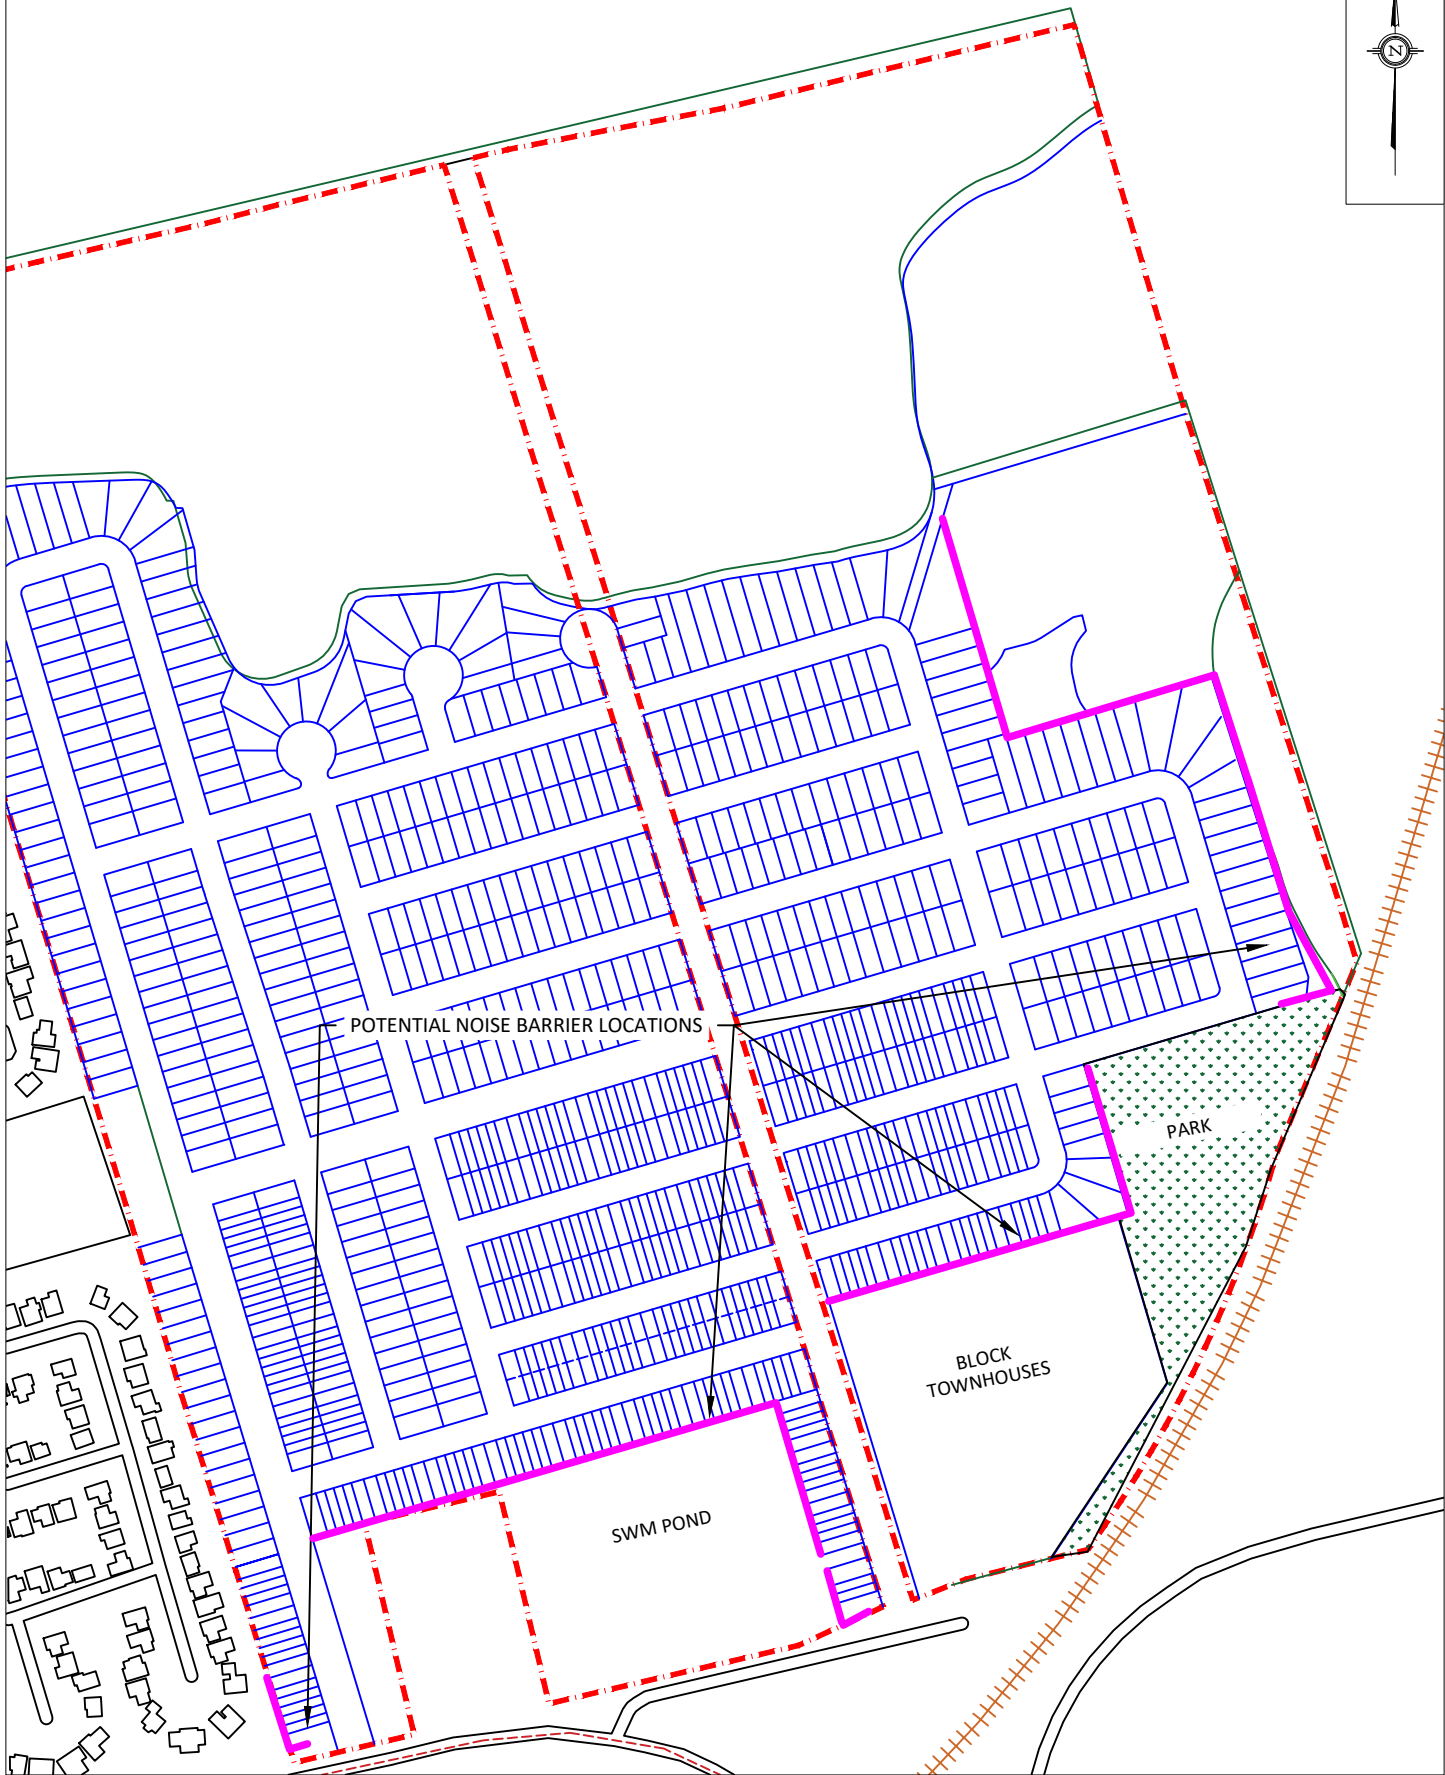 N
POTENTIAL NOISE BARRIER LOCATIONS
PARK
BLOCK
TOWNHOUSES
SWM POND